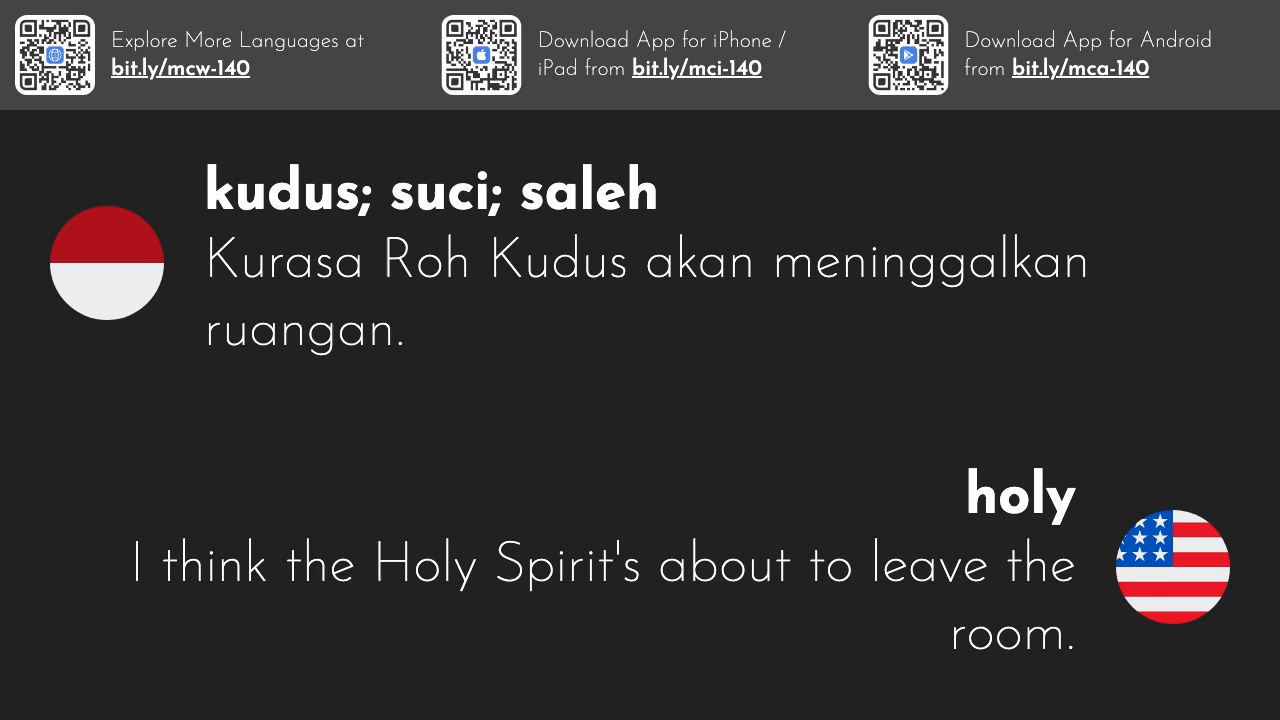 Explore More Languages at
bit.ly/mcw-140
Download App for iPhone /
iPad from bit.ly/mci-140
Download App for Android
from bit.ly/mca-140
kudus; suci; saleh
Kurasa Roh Kudus akan meninggalkan
ruangan.
holy
I think the Holy Spirit's about to leave the
room.